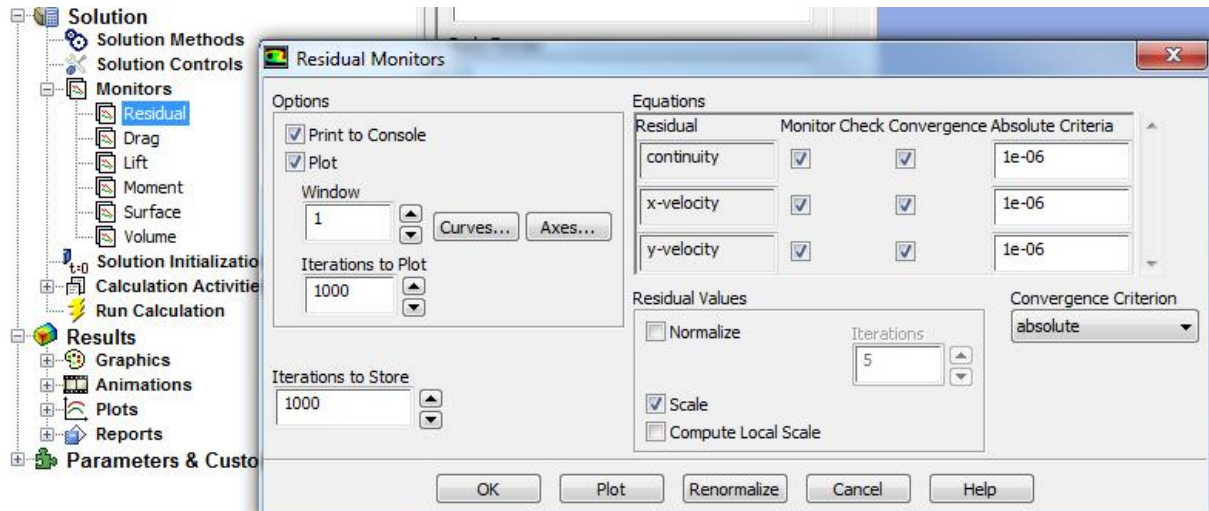 Solution
Solution Methods
Solution Controls
Monitors
Residual
Drag
Lift
Moment
Surface
Volume
t=0 Solution Initializatio
Calculation Activitie
Run Calculation
Results
Graphics
Animations
Plots
Reports
Parameters & Custo
Residual Monitors
X
Options
Print to Console
Plot
Window
1
Curves... Axes...
Iterations to Plot
1000
Iterations to Store
1000
Equations
Residual Monitor Check Convergence Absolute Criteria
continuity 1e-06
x-velocity 1e-06
y-velocity 1e-06
Residual Values
Normalize
Iterations
5
Scale
Compute Local Scale
Convergence Criterion
absolute
OK Plot Renormalize Cancel Help